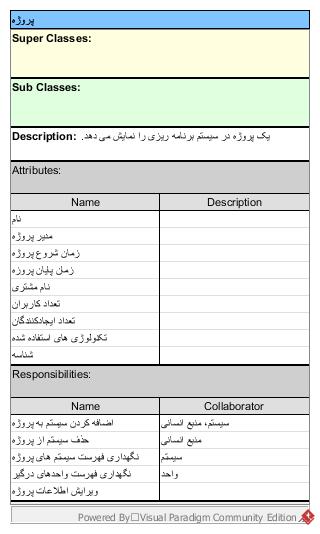 پروژه
Super Classes:
Sub Classes:
Description: یک پروژه در سیستم برنامه ریزی را نمایش می دهد.
Attributes:
Name Description
نام
مدیر پروژه
زمان شروع پروژه
زمان پایان پروزه
نام مشتری
تعداد کاربران
تعداد ایجادکنندگان
تکنولوژی های استفاده شده
شناسه
Responsibilities:
Name Collaborator
اضافه کردن سیستم به پروژه سیستم، منبع انسانی
حذف سیستم از پروژه منبع انسانی
نگهداری فهرست سیستم های پروژه سیستم
نگهداری فهرست واحدهای درگیر واحد
ویرایش اطلاعات پروژه
Powered By Visual Paradigm Community Edition